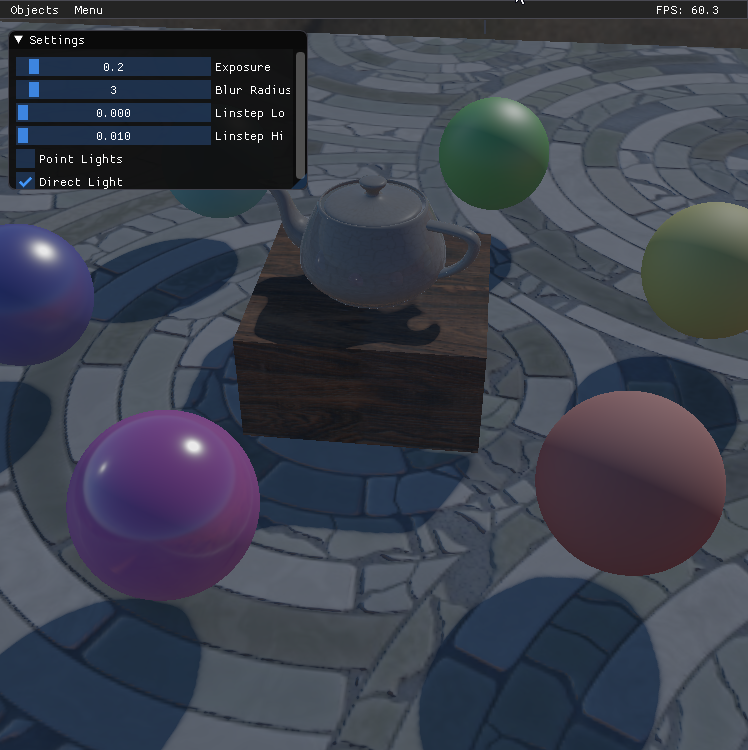 Objects Menu FPS: 60.3
Settings
0.2 Exposure
3 Blur Radius
0.000 Linstep Lo
0.010 Linstep Hi
Point Lights
Direct Light